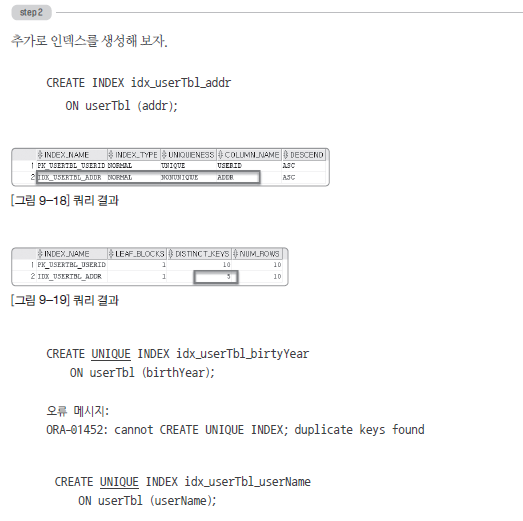 step 2
추가로 인덱스를 생성해 보자.
CREATE INDEX idx_userTbl_addr
ON userTbl (addr);
INDEX_NAME INDEX_TYPE UNIQUENESS COLUMN_NAME DESCEND
1 PK_USERTBL_USERID NORMAL UNIQUE USERID ASC
2 IDX_USERTBL_ADDR NORMAL NONUNIQUE ADDR ASC
[그림 9-18] 쿼리 결과
INDEX_NAME LEAF_BLOCKS DISTINCT_KEYS NUM_ROWS
1 PK_USERTBL_USERID 1 10 10
2 IDX_USERTBL_ADDR 1 5 10
[그림 9-19] 쿼리 결과
CREATE UNIQUE INDEX idx_userTbl_birtyYear
ON userTbl (birthYear);
오류 메시지:
ORA-01452: cannot CREATE UNIQUE INDEX; duplicate keys found
CREATE UNIQUE INDEX idx_userTbl_userName
ON userTbl (userName);